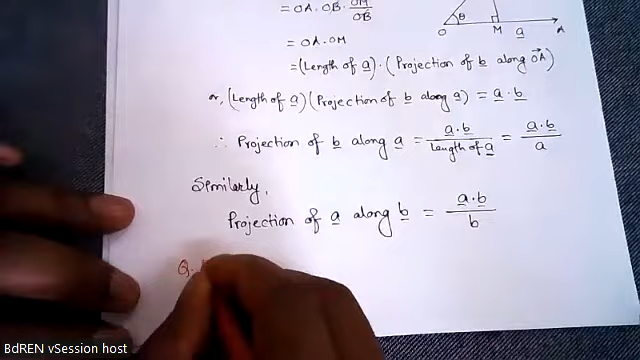 = OA . OB . OM/OB
= OA . OM
= (Length of a) . (Projection of b along OA)
or, (Length of a) (Projection of b along a) = a . b
∴ Projection of b along a = a . b / Length of a = a . b / a
Similerly,
Projection of a along b = a . b / b
Q.
O θ M A
a
BdREN vSession host